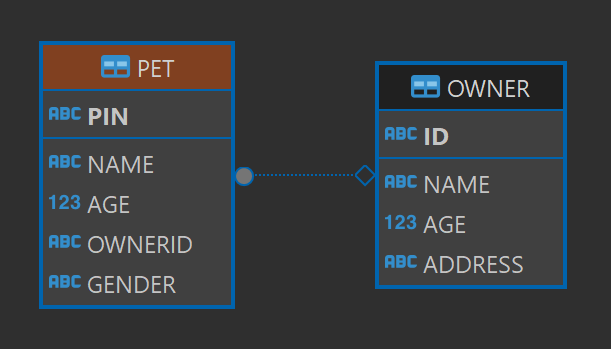 PET
ABC PIN
ABC NAME
123 AGE
ABC OWNERID
ABC GENDER
OWNER
ABC ID
ABC NAME
123 AGE
ABC ADDRESS